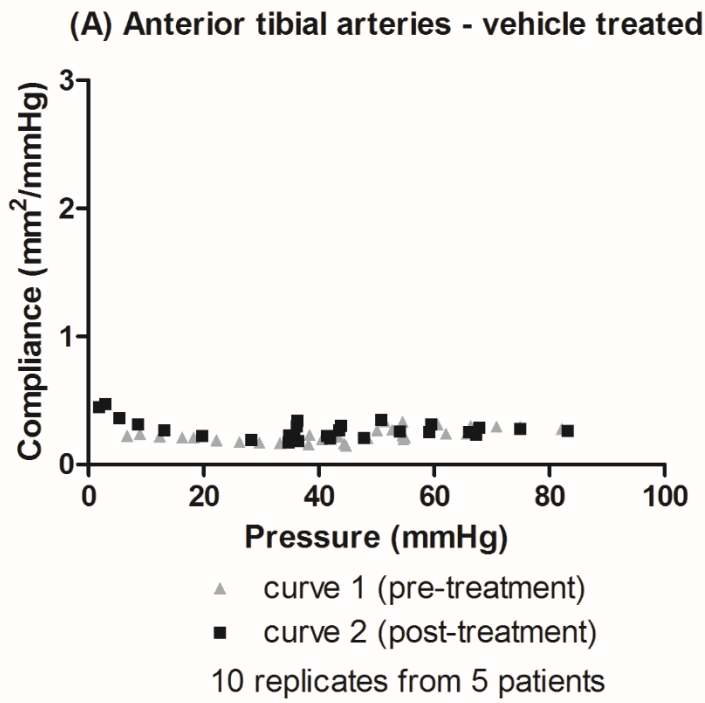 (A) Anterior tibial arteries - vehicle treated
3
2
1
0
Compliance (mm²/mmHg)
0 20 40 60 80 100
Pressure (mmHg)
curve 1 (pre-treatment)
curve 2 (post-treatment)
10 replicates from 5 patients